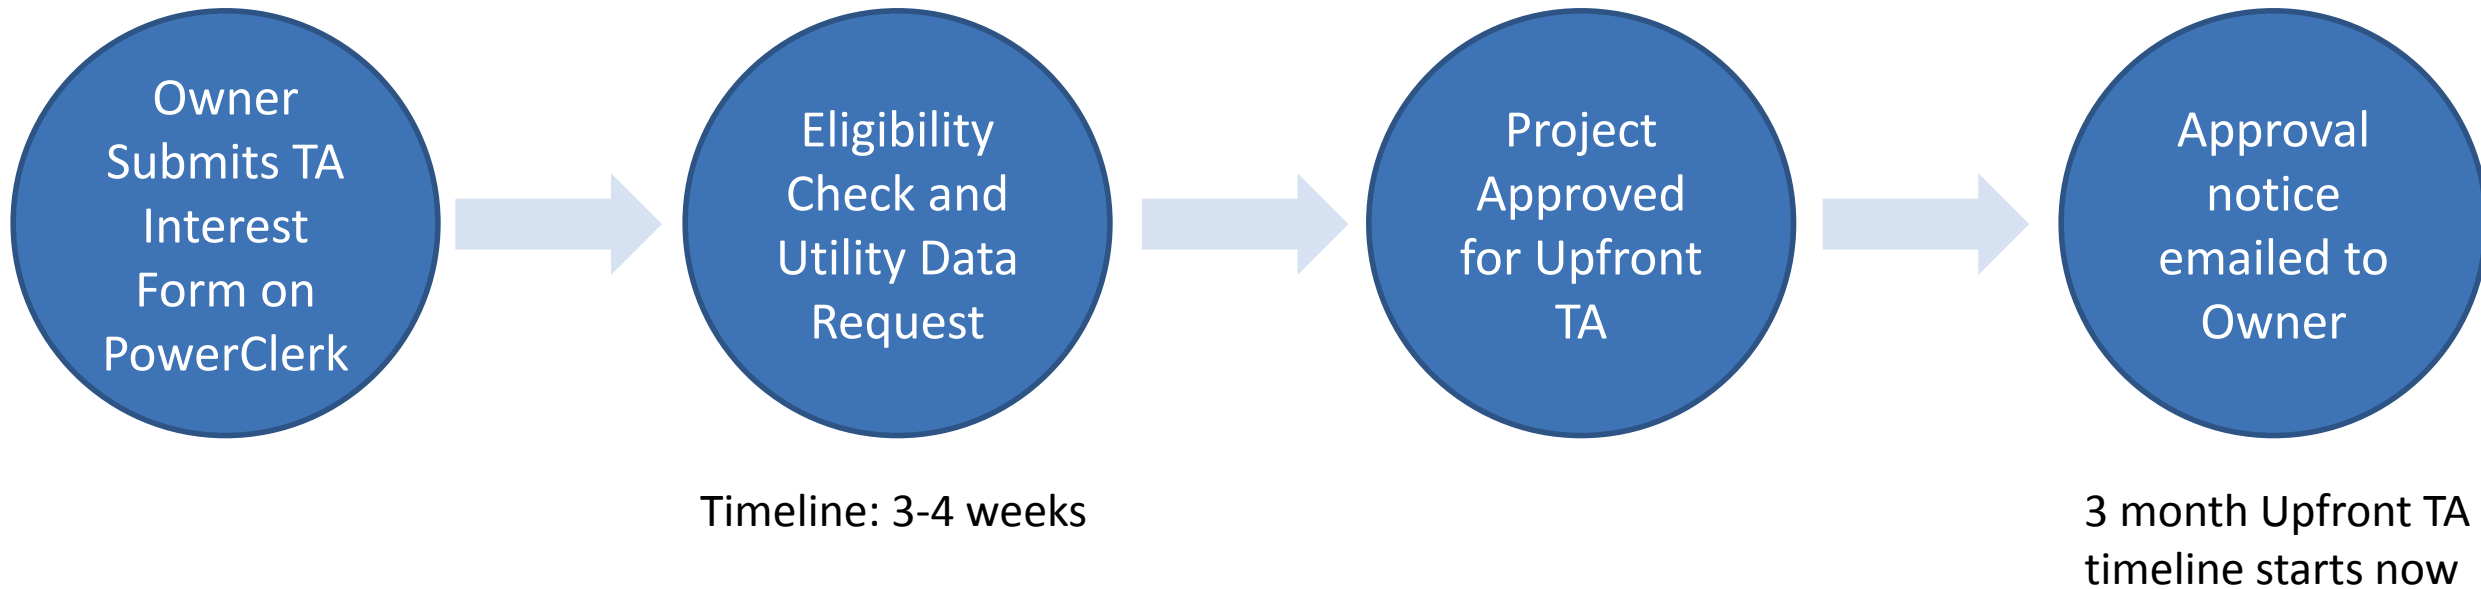 Owner
Submits TA
Interest
Form on
PowerClerk
Eligibility
Check and
Utility Data
Request
Project
Approved
for Upfront
TA
Approval
notice
emailed to
Owner
Timeline: 3-4 weeks
3 month Upfront TA
timeline starts now